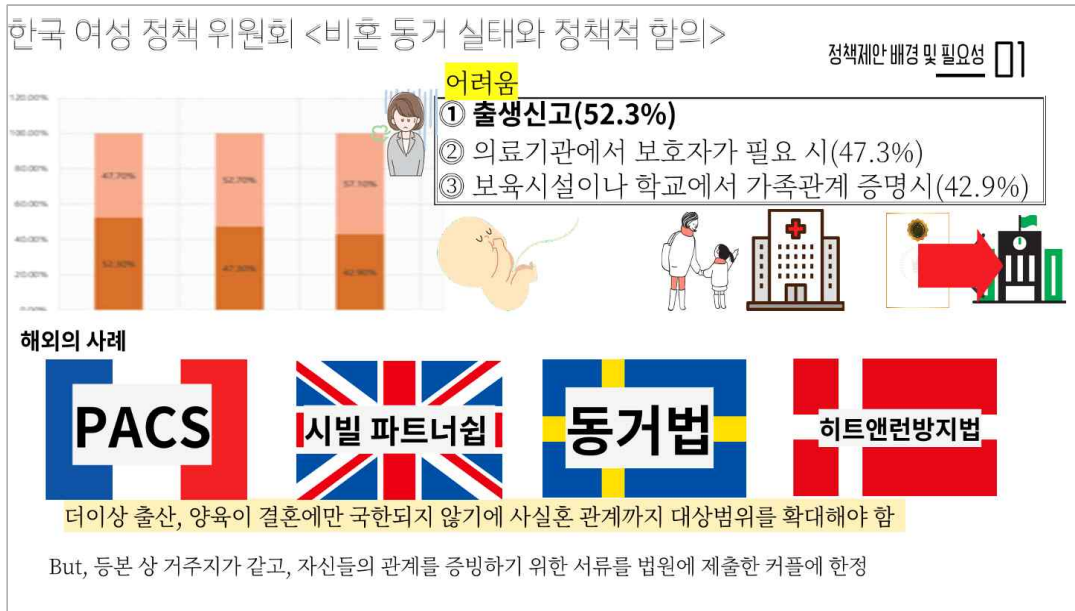 한국 여성 정책 위원회 <비혼 동거 실태와 정책적 함의>
정책제안 배경 및 필요성 01
어려움
① 출생신고(52.3%)
② 의료기관에서 보호자가 필요 시(47.3%)
③ 보육시설이나 학교에서 가족관계 증명시(42.9%)
120.00%
100.00%
80.00%
60.00%
40.00%
20.00%
0.00%
47.70%
52.70%
57.10%
52.30%
47.30%
42.90%
해외의 사례
PACS
시빌 파트너쉽
동거법
히트앤런방지법
더이상 출산, 양육이 결혼에만 국한되지 않기에 사실혼 관계까지 대상범위를 확대해야 함
But, 등본 상 거주지가 같고, 자신들의 관계를 증빙하기 위한 서류를 법원에 제출한 커플에 한정